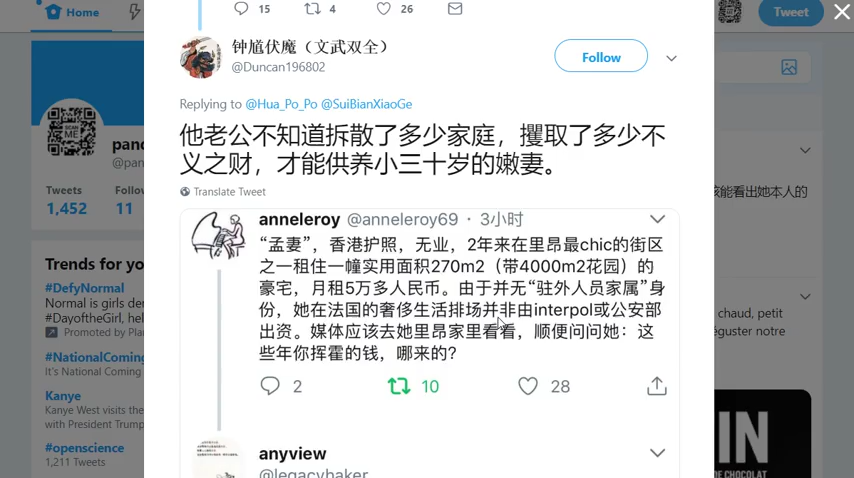 Home
Tweet
15
4
26
钟馗伏魔（文武双全）
@Duncan196802
Follow
Replying to @Hua_Po_Po @SuiBianXiaoGe
他老公不知道拆散了多少家庭，攫取了多少不
义之财，才能供养小三十岁的嫩妻。
Translate Tweet
anneleroy @anneleroy69 · 3小时
“孟妻”，香港护照，无业，2年来在里昂最chic的街区
之一租住一幢实用面积270m2（带4000m2花园）的
豪宅，月租5万多人民币。由于并无“驻外人员家属”身
份，她在法国的奢侈生活排场并非由interpol或公安部
出资。媒体应该去她里昂家里看看，顺便问问她：这
些年你挥霍的钱，哪来的?
2
10
28
anyview
@legacyhaker
SCAN
ME
Tweets
1,452
11
Trends for
#DefyNormal
Normal is girls
#DayoftheGirl,
Promoted by
#NationalComing
It's National Coming
Kanye
Kanye West visits the
with President Trump
#openscience
1,211 Tweets
能看出她本人的
chaud, petit
notre
IN
DE CHOCOLAT